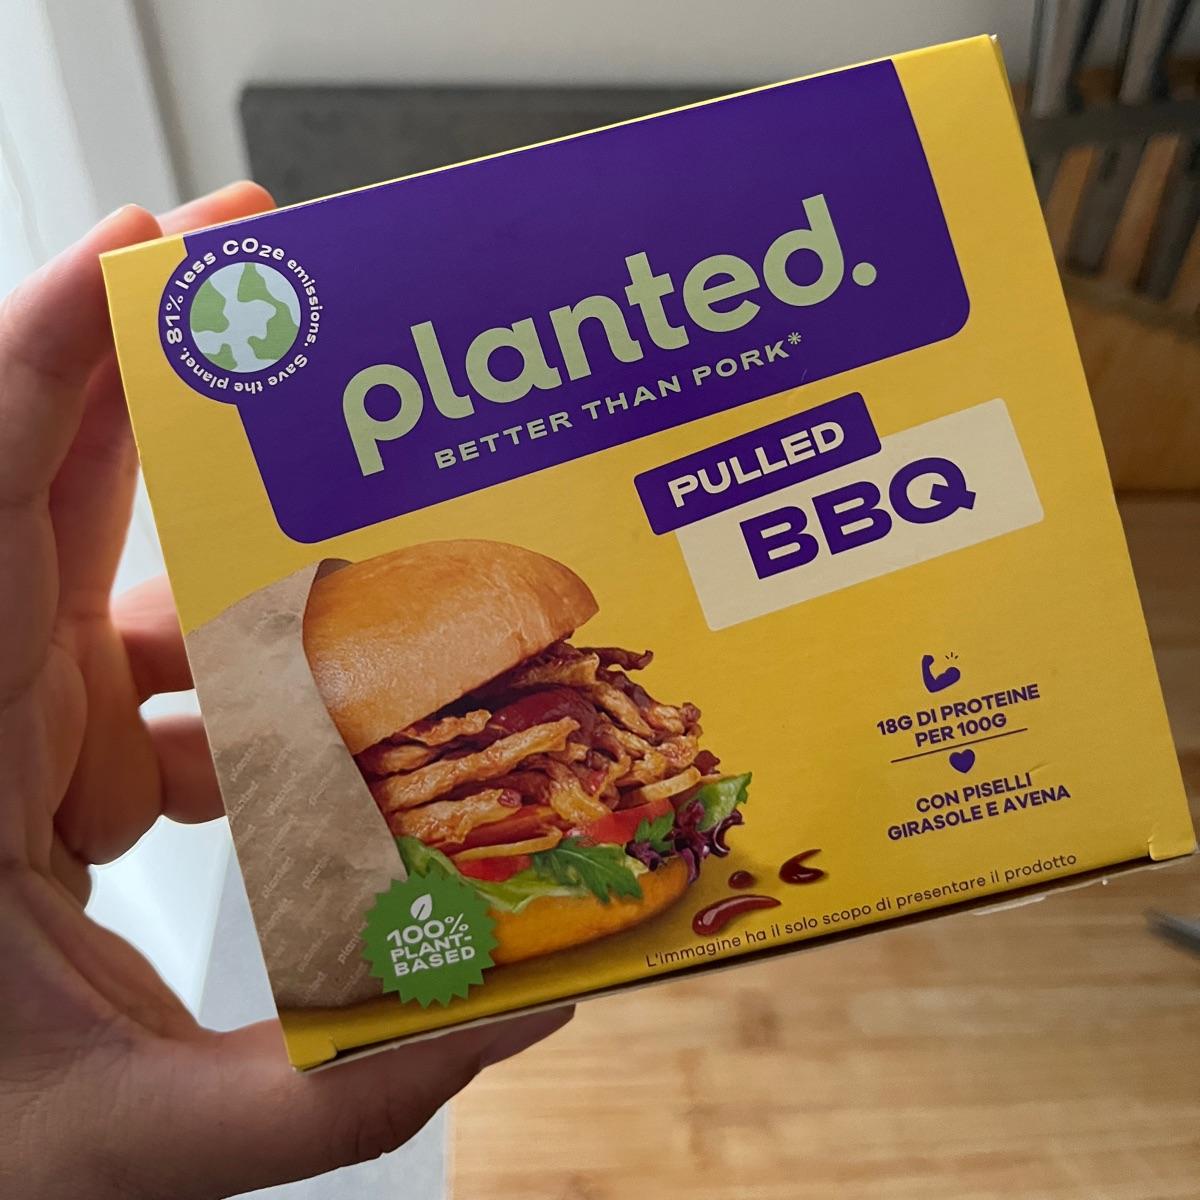 81% less CO2e emissions. Save the planet.
planted.
BETTER THAN PORK*
PULLED
BBQ
18G DI PROTEINE
PER 100G
CON PISELLI
GIRASOLE E AVENA
100%
PLANT-
BASED
L'immagine ha il solo scopo di presentare il prodotto